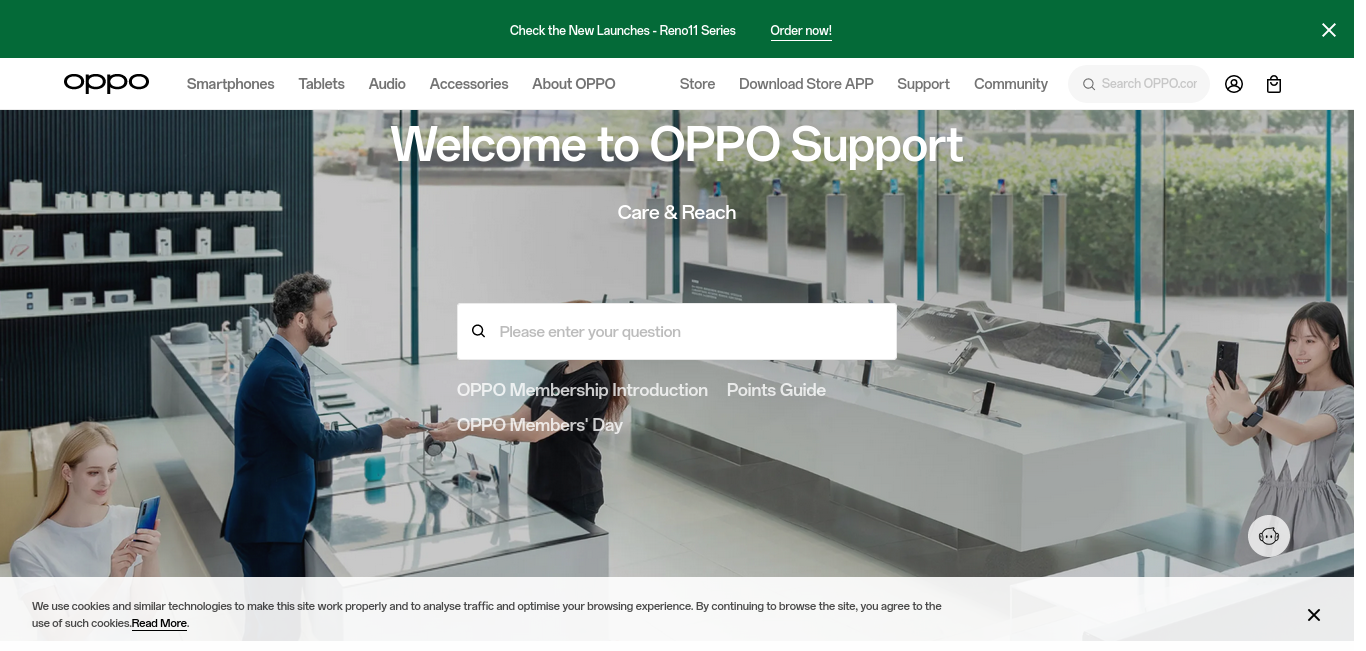 Check the New Launches - Reno11 Series Order now!
oppo Smartphones Tablets Audio Accessories About OPPO Store Download Store APP Support Community Search OPPO.cor
Welcome to OPPO Support
Care & Reach
Please enter your question
OPPO Membership Introduction Points Guide
OPPO Members' Day
We use cookies and similar technologies to make this site work properly and to analyse traffic and optimise your browsing experience. By continuing to browse the site, you agree to the
use of such cookies.Read More.